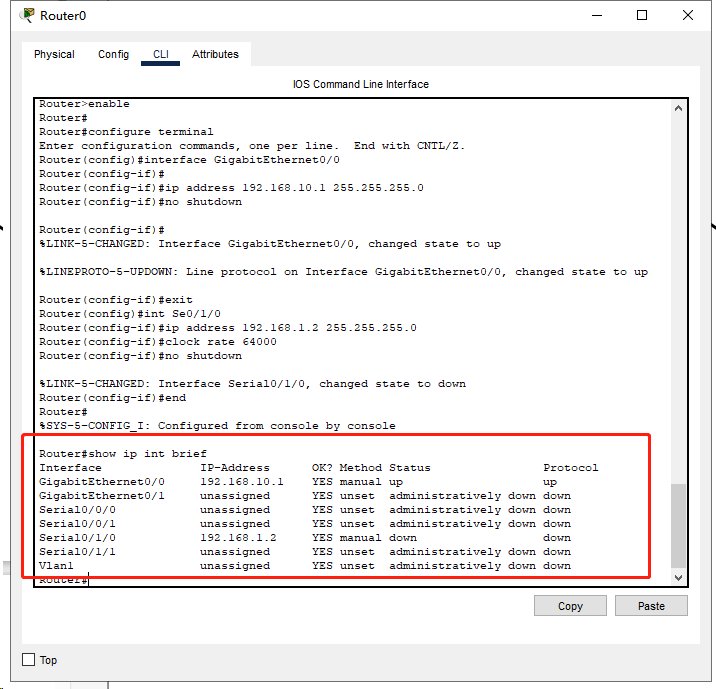 Router0
Physical Config CLI Attributes
IOS Command Line Interface
Router>enable
Router#
Router#configure terminal
Enter configuration commands, one per line.  End with CNTL/Z.
Router(config)#interface GigabitEthernet0/0
Router(config-if)#
Router(config-if)#ip address 192.168.10.1 255.255.255.0
Router(config-if)#no shutdown
Router(config-if)#
%LINK-5-CHANGED: Interface GigabitEthernet0/0, changed state to up
%LINEPROTO-5-UPDOWN: Line protocol on Interface GigabitEthernet0/0, changed state to up
Router(config-if)#exit
Router(config)#int Se0/1/0
Router(config-if)#ip address 192.168.1.2 255.255.255.0
Router(config-if)#clock rate 64000
Router(config-if)#no shutdown
%LINK-5-CHANGED: Interface Serial0/1/0, changed state to down
Router(config-if)#end
Router#
%SYS-5-CONFIG_I: Configured from console by console
Router#show ip int brief
Interface              IP-Address      OK? Method Status                Protocol
GigabitEthernet0/0     192.168.10.1    YES manual up                    up
GigabitEthernet0/1     unassigned      YES unset  administratively down down
Serial0/0/0            unassigned      YES unset  administratively down down
Serial0/0/1            unassigned      YES unset  administratively down down
Serial0/1/0            192.168.1.2     YES manual down                  down
Serial0/1/1            unassigned      YES unset  administratively down down
Vlan1                  unassigned      YES unset  administratively down down
Router#
Copy Paste
Top